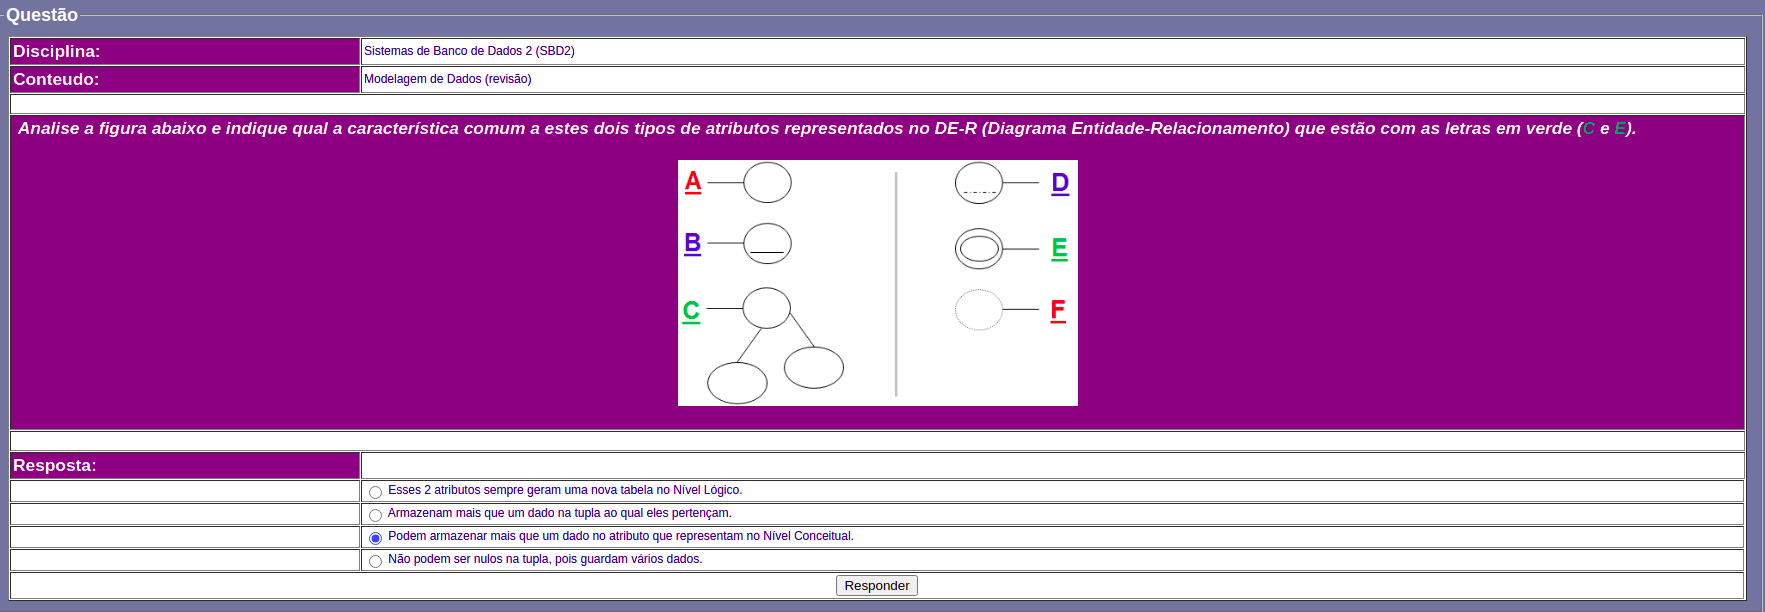 Questão
Disciplina:
Sistemas de Banco de Dados 2 (SBD2)
Conteudo:
Modelagem de Dados (revisão)
Analise a figura abaixo e indique qual a característica comum a estes dois tipos de atributos representados no DE-R (Diagrama Entidade-Relacionamento) que estão com as letras em verde (C e E).
A
D
B
E
C
F
Resposta:
Esses 2 atributos sempre geram uma nova tabela no Nível Lógico.
Armazenam mais que um dado na tupla ao qual eles pertençam.
Podem armazenar mais que um dado no atributo que representam no Nível Conceitual.
Não podem ser nulos na tupla, pois guardam vários dados.
Responder